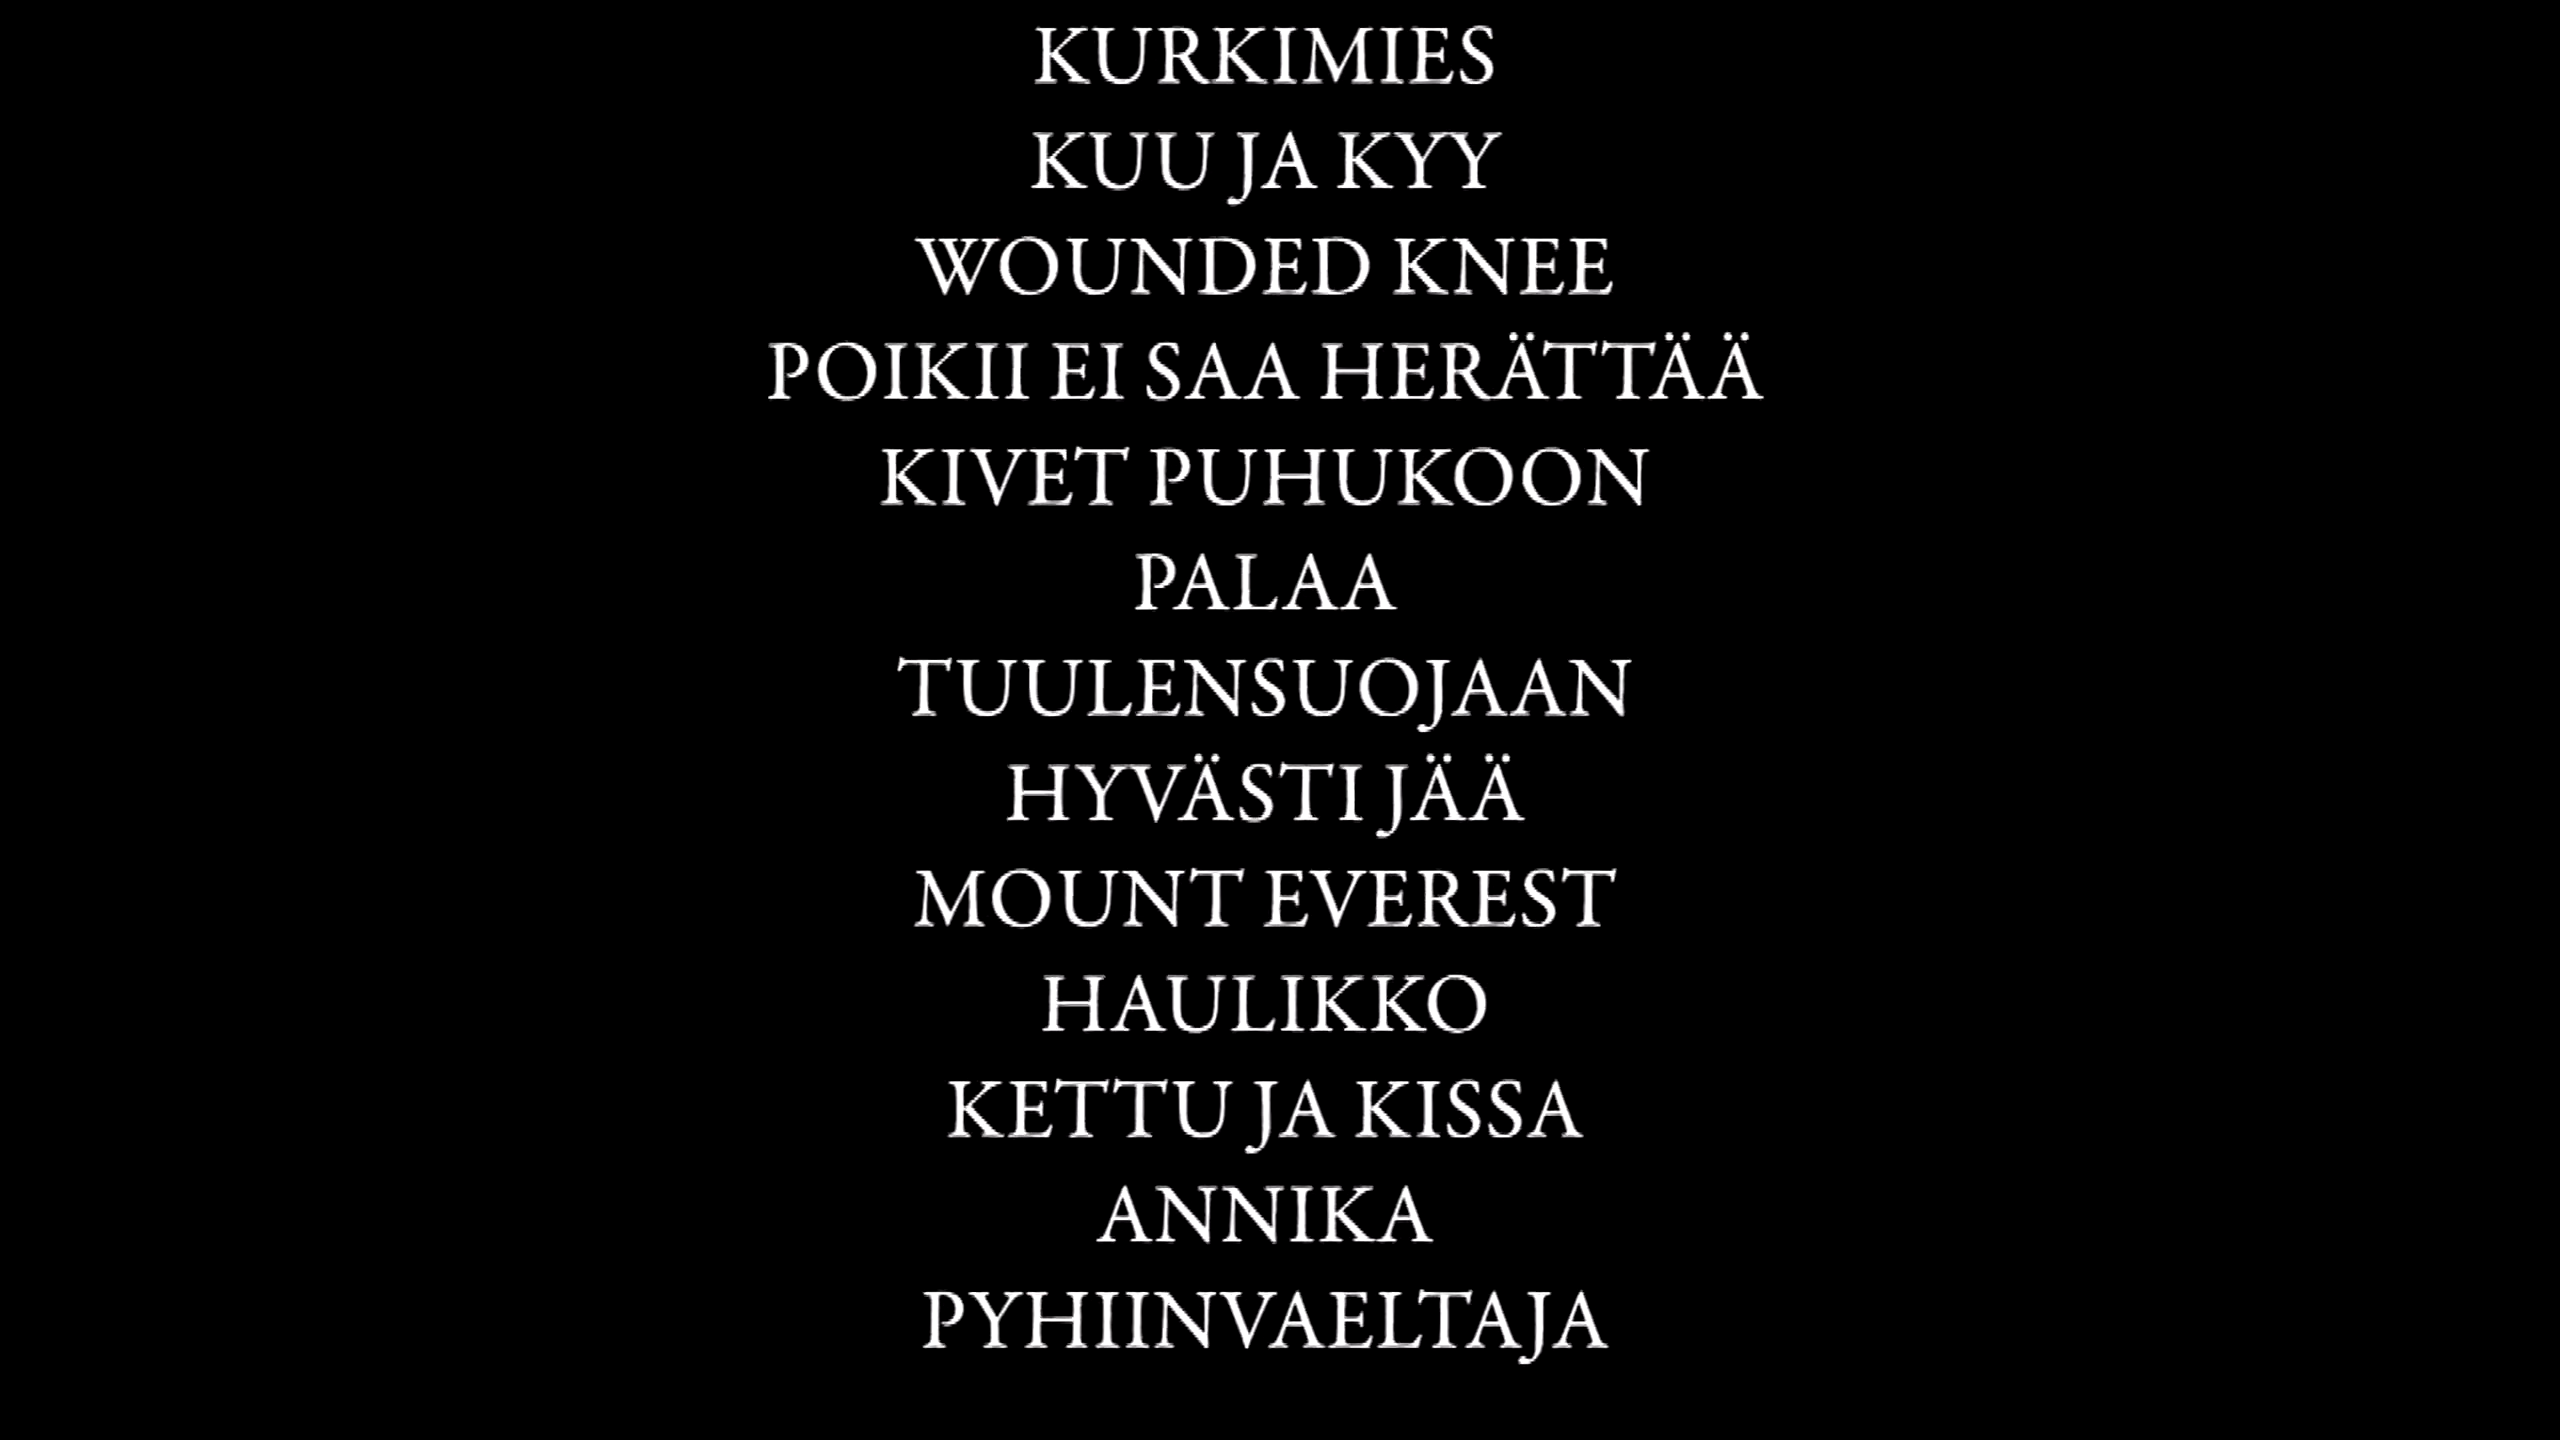 KURKIMIES
KUU JA KYY
WOUNDED KNEE
POIKII EI SAA HERÄTTÄÄ
KIVET PUHUKOON
PALAA
TUULENSUOJAAN
HYVÄSTI JÄÄ
MOUNT EVEREST
HAULIKKO
KETTU JA KISSA
ANNIKA
PYHIINVAELTAJA